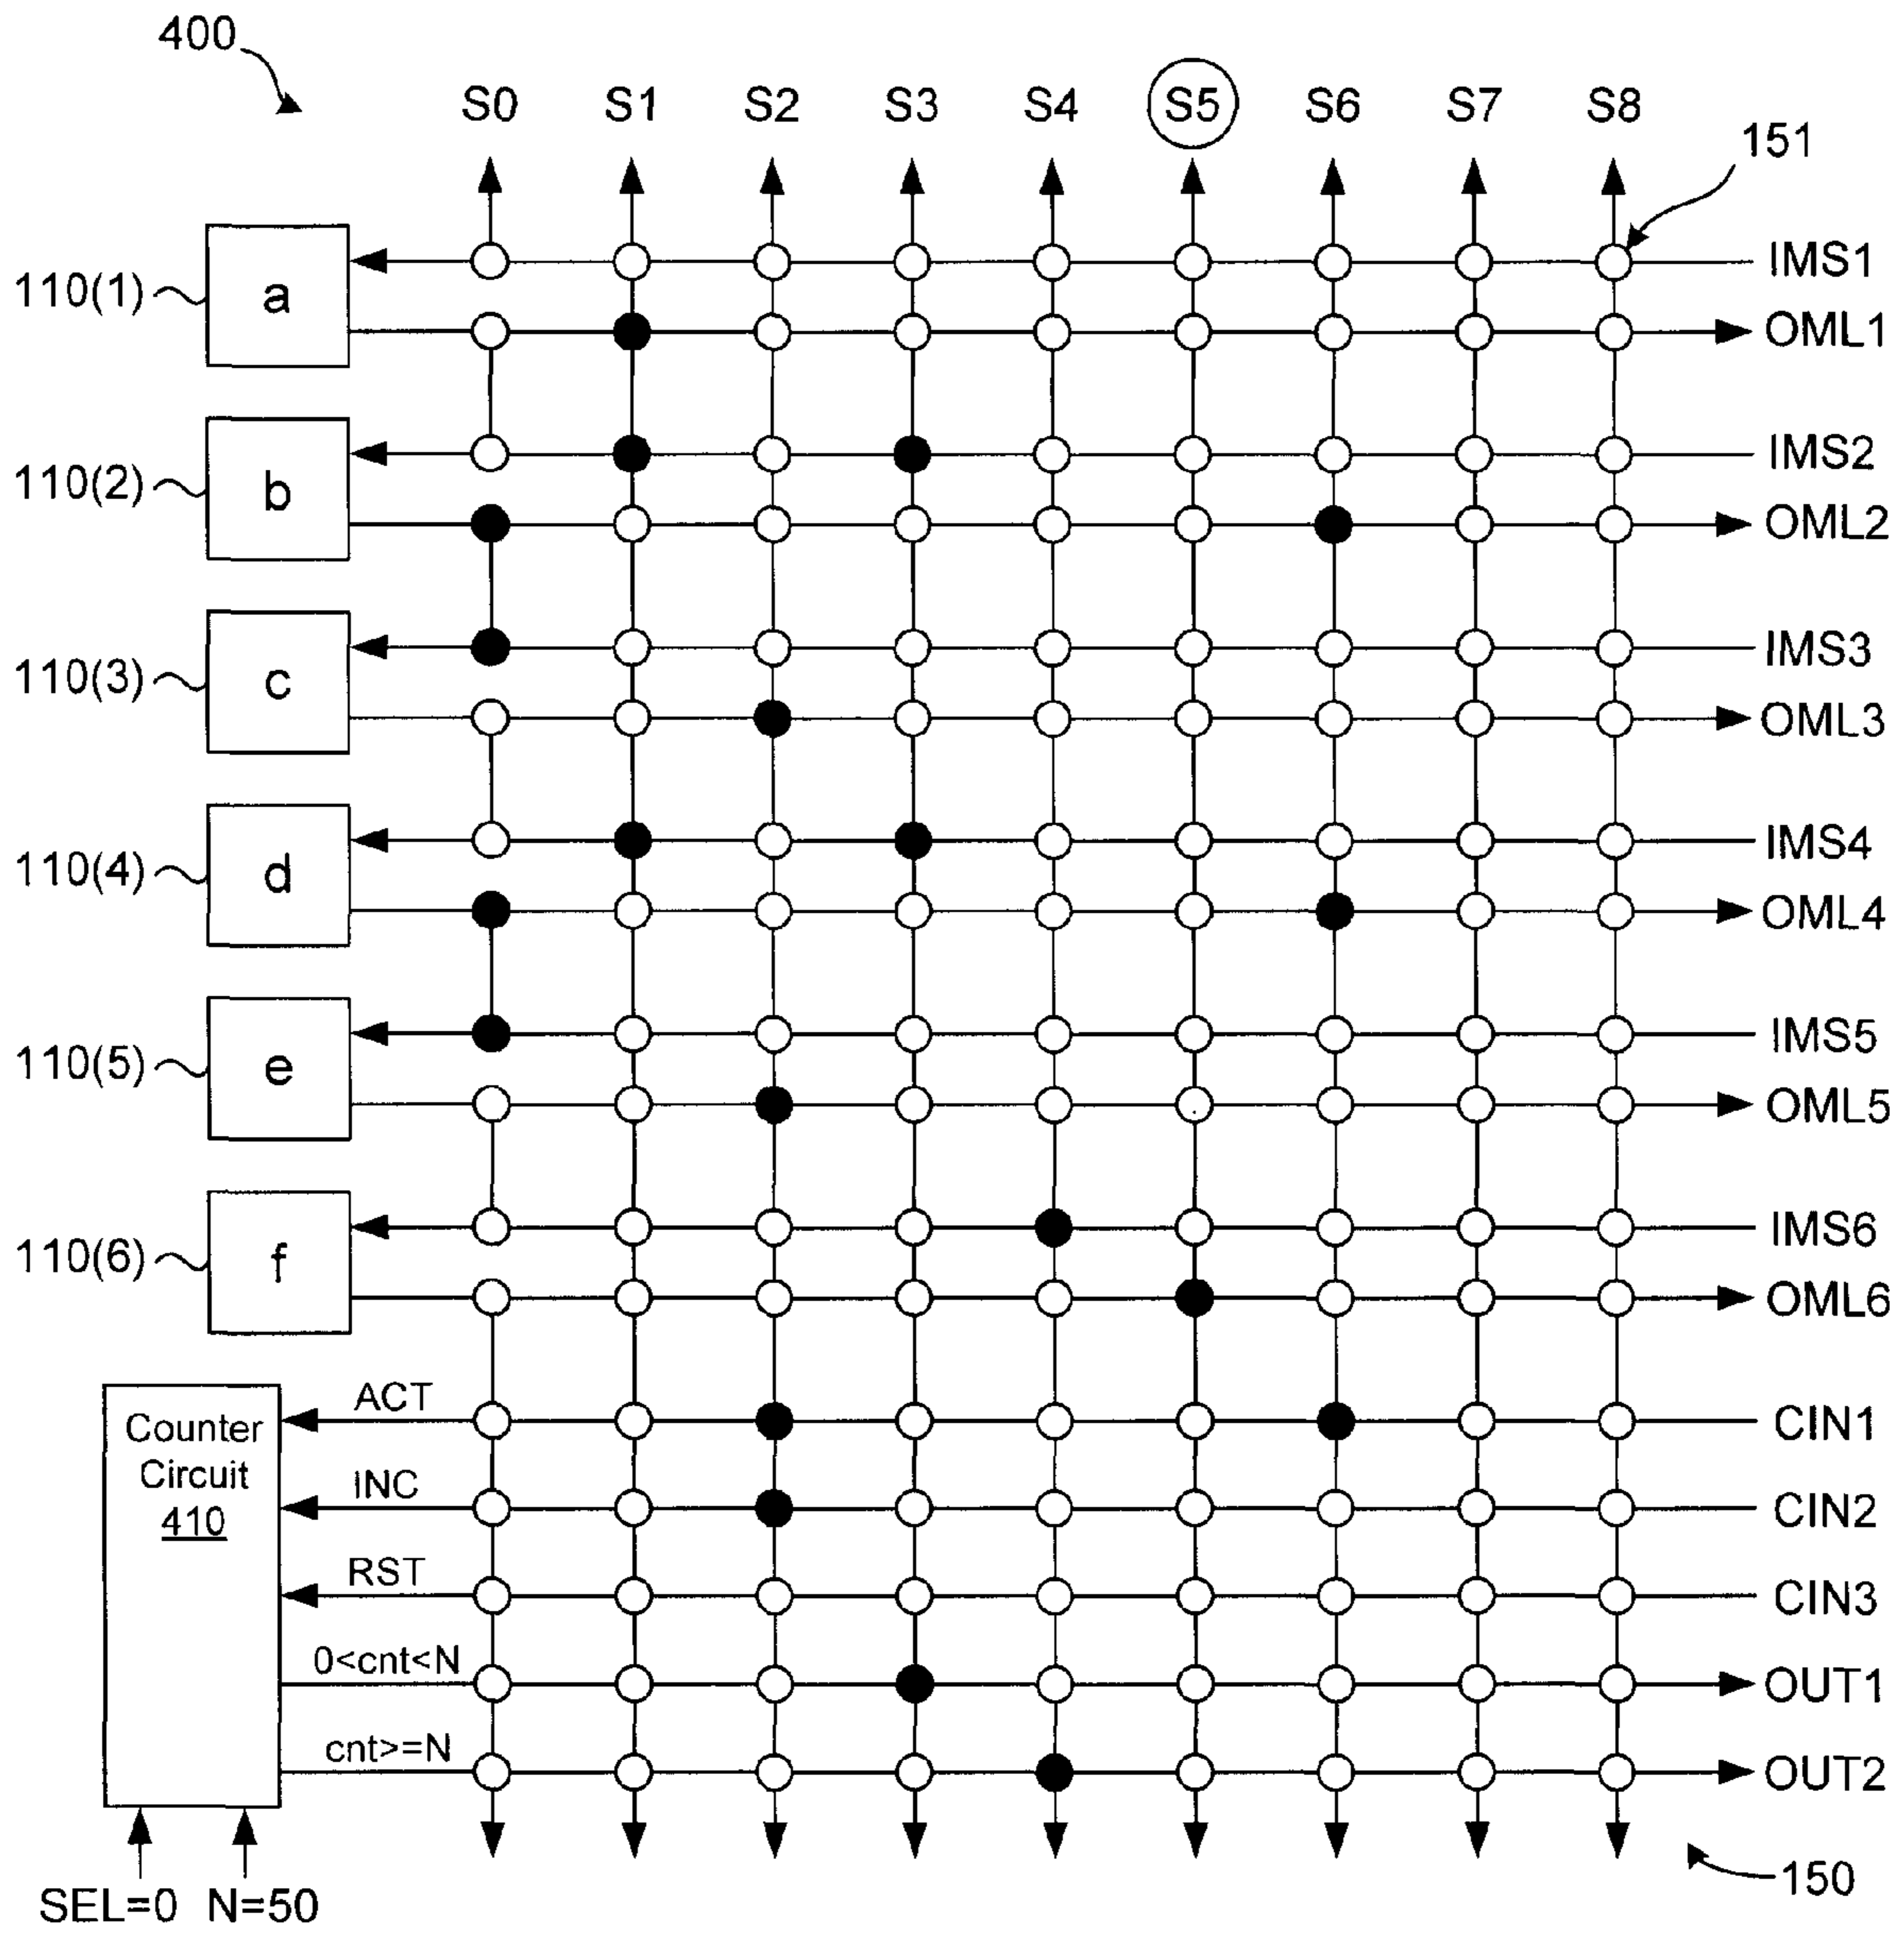 400
S0 S1 S2 S3 S4 S5 S6 S7 S8
151
110(1) a IMS1
OML1
110(2) b IMS2
OML2
110(3) c IMS3
OML3
110(4) d IMS4
OML4
110(5) e IMS5
OML5
110(6) f IMS6
OML6
Counter
Circuit
410
ACT CIN1
INC CIN2
RST CIN3
0<cnt<N OUT1
cnt>=N OUT2
SEL=0 N=50
150